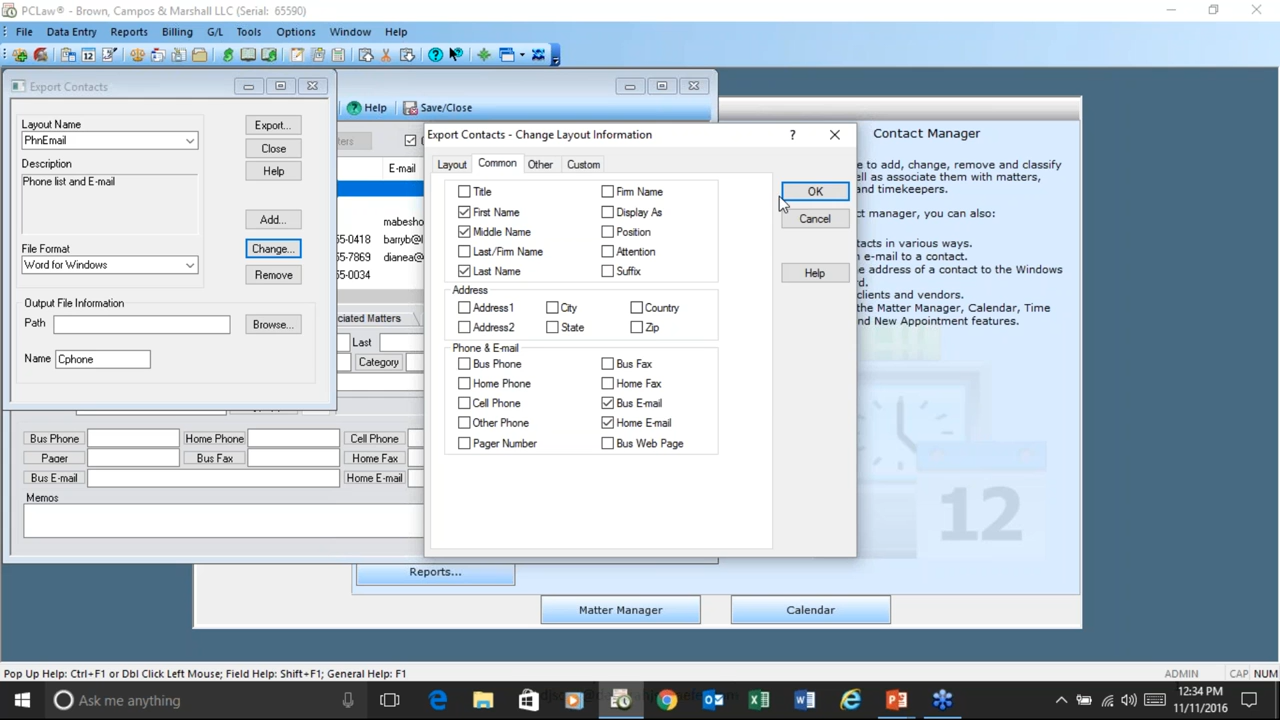 PCLaw® - Brown, Campos & Marshall LLC (Serial: 65590)
File Data Entry Reports Billing G/L Tools Options Window Help
Export Contacts
Layout Name
PhnEmail
Description
Phone list and E-mail
File Format
Word for Windows
Output File Information
Path
Name Cphone
Export...
Close
Help
Add...
Change...
Remove
Browse...
Help Save/Close
E-mail
mabesho
55-0418 barryb@l
55-7869 dianea@
55-0034
ociated Matters
Last
Category
Bus Phone Home Phone Cell Phone
Pager Bus Fax Home Fax
Bus E-mail Home E-mail
Memos
Export Contacts - Change Layout Information
Layout Common Other Custom
Title Firm Name
First Name Display As
Middle Name Position
Last/Firm Name Attention
Last Name Suffix
Address
Address1 City Country
Address2 State Zip
Phone & E-mail
Bus Phone Bus Fax
Home Phone Home Fax
Cell Phone Bus E-mail
Other Phone Home E-mail
Pager Number Bus Web Page
OK
Cancel
Help
Contact Manager
e to add, change, remove and classify
ell as associate them with matters,
and timekeepers.
ct manager, you can also:
tacts in various ways.
n e-mail to a contact.
he address of a contact to the Windows
rd.
lients and vendors.
the Matter Manager, Calendar, Time
nd New Appointment features.
12
Reports...
Matter Manager Calendar
Pop Up Help: Ctrl+F1 or Dbl Click Left Mouse; Field Help: Shift+F1; General Help: F1
ADMIN CAP NUM
Ask me anything
12:34 PM
11/11/2016